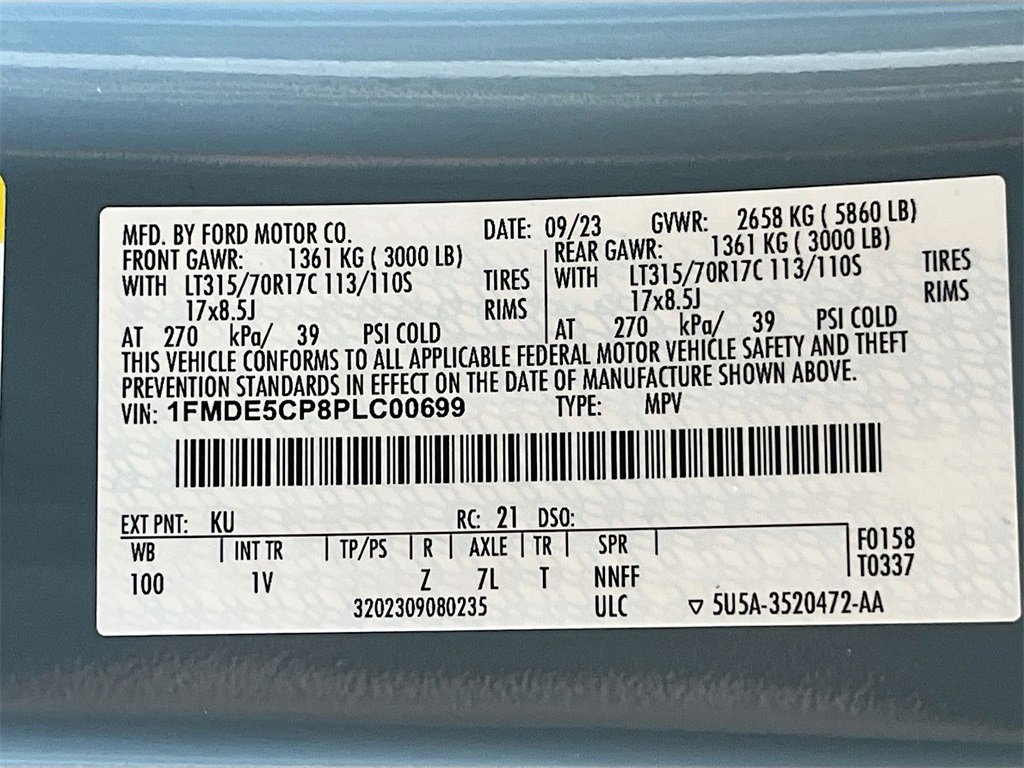 MFD. BY FORD MOTOR CO. DATE: 09/23 GVWR: 2658 KG ( 5860 LB)
FRONT GAWR: 1361 KG ( 3000 LB) REAR GAWR: 1361 KG ( 3000 LB)
WITH LT315/70R17C 113/110S TIRES WITH LT315/70R17C 113/110S TIRES
17x8.5J RIMS 17x8.5J RIMS
AT 270 kPa/ 39 PSI COLD AT 270 kPa/ 39 PSI COLD
THIS VEHICLE CONFORMS TO ALL APPLICABLE FEDERAL MOTOR VEHICLE SAFETY AND THEFT
PREVENTION STANDARDS IN EFFECT ON THE DATE OF MANUFACTURE SHOWN ABOVE.
VIN: 1FMDE5CP8PLC00699 TYPE: MPV
EXT PNT: KU RC: 21 DSO:
WB INT TR TP/PS R AXLE TR SPR F0158
100 1V Z 7L T NNFF T0337
3202309080235 ULC ▽ 5U5A-3520472-AA